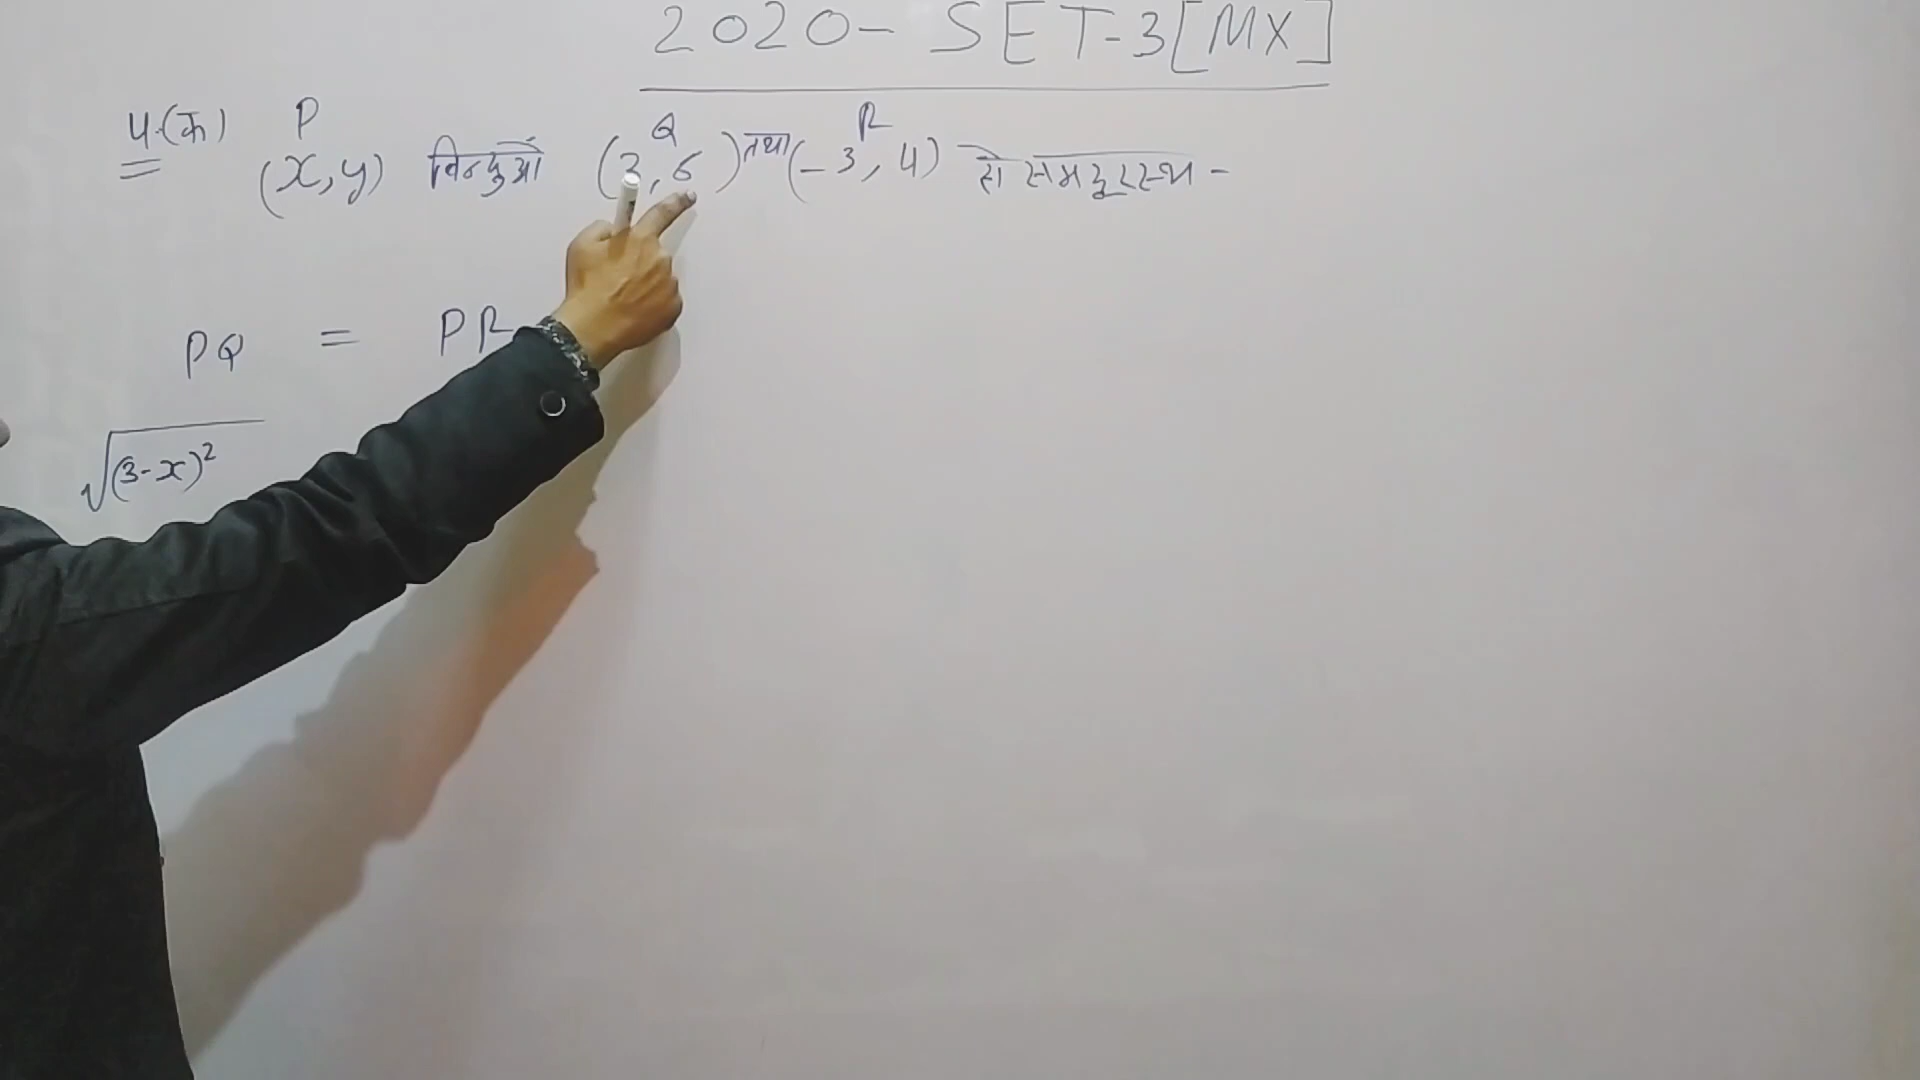 2020- SET-3[MX]
4.(क) P Q R
(x,y) बिन्दुओं (3,6) तथा (-3,4) से समदूरस्थ -
PQ = PR
√(3-x)²